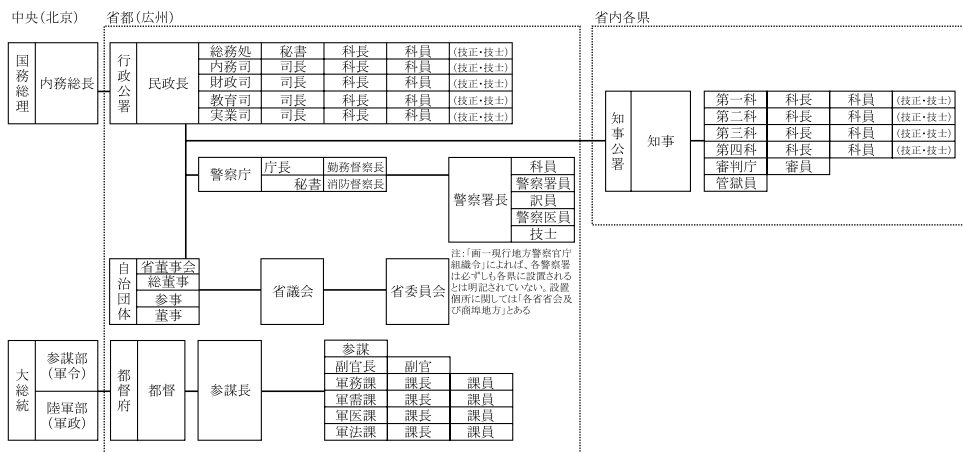 中央（北京）
省都（広州）
省内各県
国務総理
内務総長
行政公署
民政長
総務処 秘書 科長 科員 （技正・技士）
内務司 司長 科長 科員 （技正・技士）
財政司 司長 科長 科員 （技正・技士）
教育司 司長 科長 科員 （技正・技士）
実業司 司長 科長 科員 （技正・技士）
知事公署
知事
第一科 科長 科員 （技正・技士）
第二科 科長 科員 （技正・技士）
第三科 科長 科員 （技正・技士）
第四科 科長 科員 （技正・技士）
審判庁 審員
管獄員
警察庁
庁長 勤務督察長
秘書 消防督察長
警察署長
科員
警察署員
訳員
警察医員
技士
注：「画一現行地方警察官庁
組織令」によれば、各警察署
は必ずしも各県に設置される
とは明記されていない。設置
個所に関しては「各省省会及
び商埠地方」とある
自治団体
省董事会
総董事
参事
董事
省議会
省委員会
大総統
参謀部
（軍令）
陸軍部
（軍政）
都督府
都督
参謀長
参謀
副官長 副官
軍務課 課長 課員
軍需課 課長 課員
軍医課 課長 課員
軍法課 課長 課員